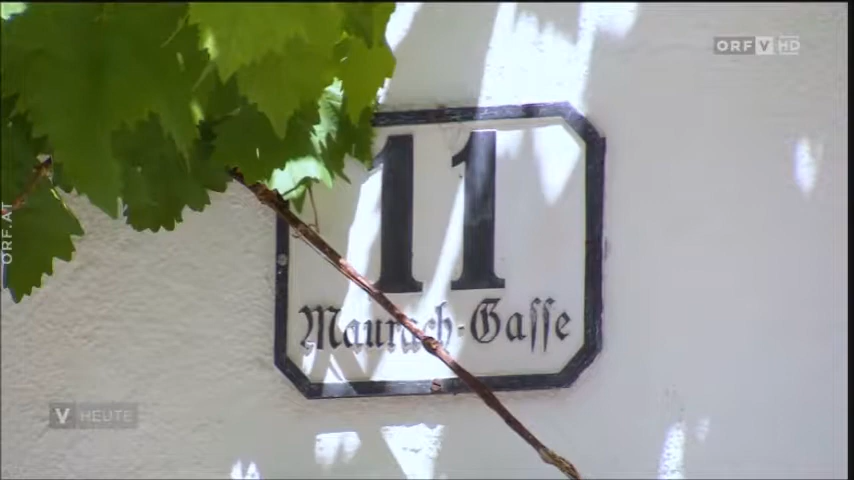 ORF V HD
11
Maurach-Gasse
V HEUTE
ORF.AT